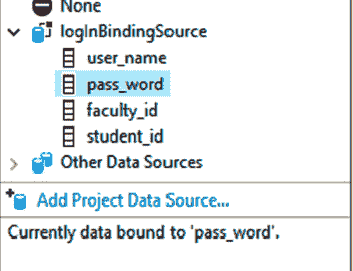 None
logInBindingSource
user_name
pass_word
faculty_id
student_id
Other Data Sources
Add Project Data Source...
Currently data bound to 'pass_word'.